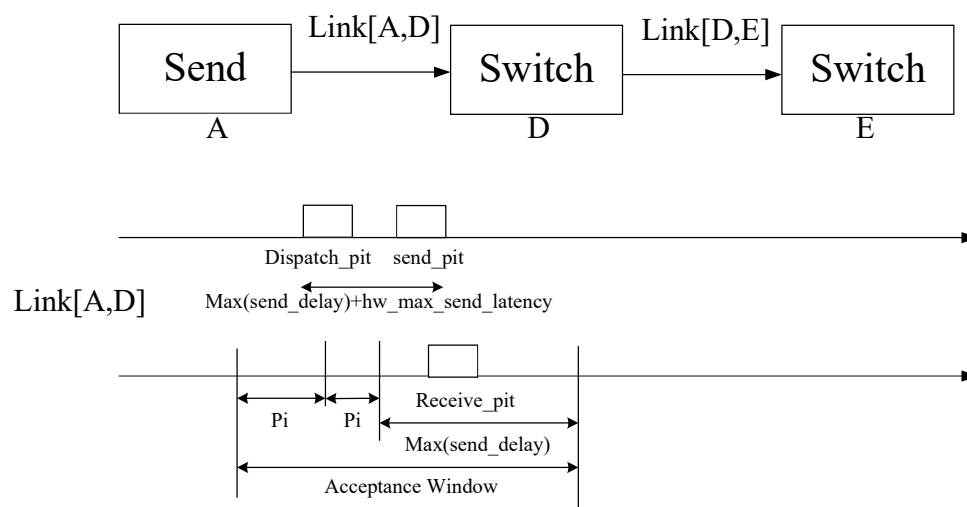 Link[A,D]
Link[D,E]
Send
Switch
Switch
A
D
E
Dispatch_pit
send_pit
Max(send_delay)+hw_max_send_latency
Link[A,D]
Pi
Pi
Receive_pit
Max(send_delay)
Acceptance Window